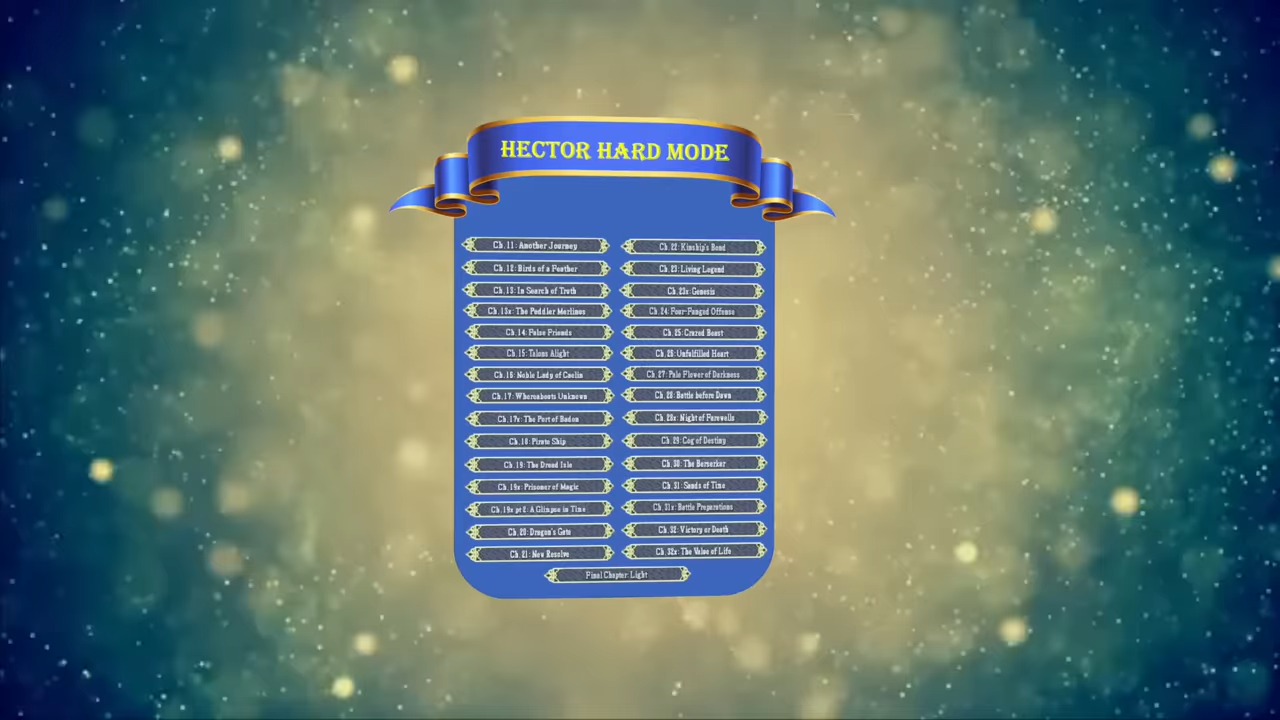 HECTOR HARD MODE
Ch.11: Another Journey
Ch.12: Birds of a Feather
Ch.13: In Search of Truth
Ch.13x: The Peddler Merlinus
Ch.14: False Friends
Ch.15: Talons Alight
Ch.16: Noble Lady of Caelin
Ch.17: Whereabouts Unknown
Ch.17x: The Port of Badon
Ch.18: Pirate Ship
Ch.19: The Dread Isle
Ch.19x: Prisoner of Magic
Ch.19x pt 2: A Glimpse in Time
Ch.20: Dragon's Gate
Ch.21: New Resolve
Ch.22: Kinship's Bond
Ch.23: Living Legend
Ch.23x: Genesis
Ch.24: Four-Fanged Offense
Ch.25: Crazed Beast
Ch.26: Unfulfilled Heart
Ch.27: Pale Flower of Darkness
Ch.28: Battle before Dawn
Ch.28x: Night of Farewells
Ch.29: Cog of Destiny
Ch.30: The Berserker
Ch.31: Sands of Time
Ch.31x: Battle Preparations
Ch.32: Victory or Death
Ch.32x: The Value of Life
Final Chapter: Light